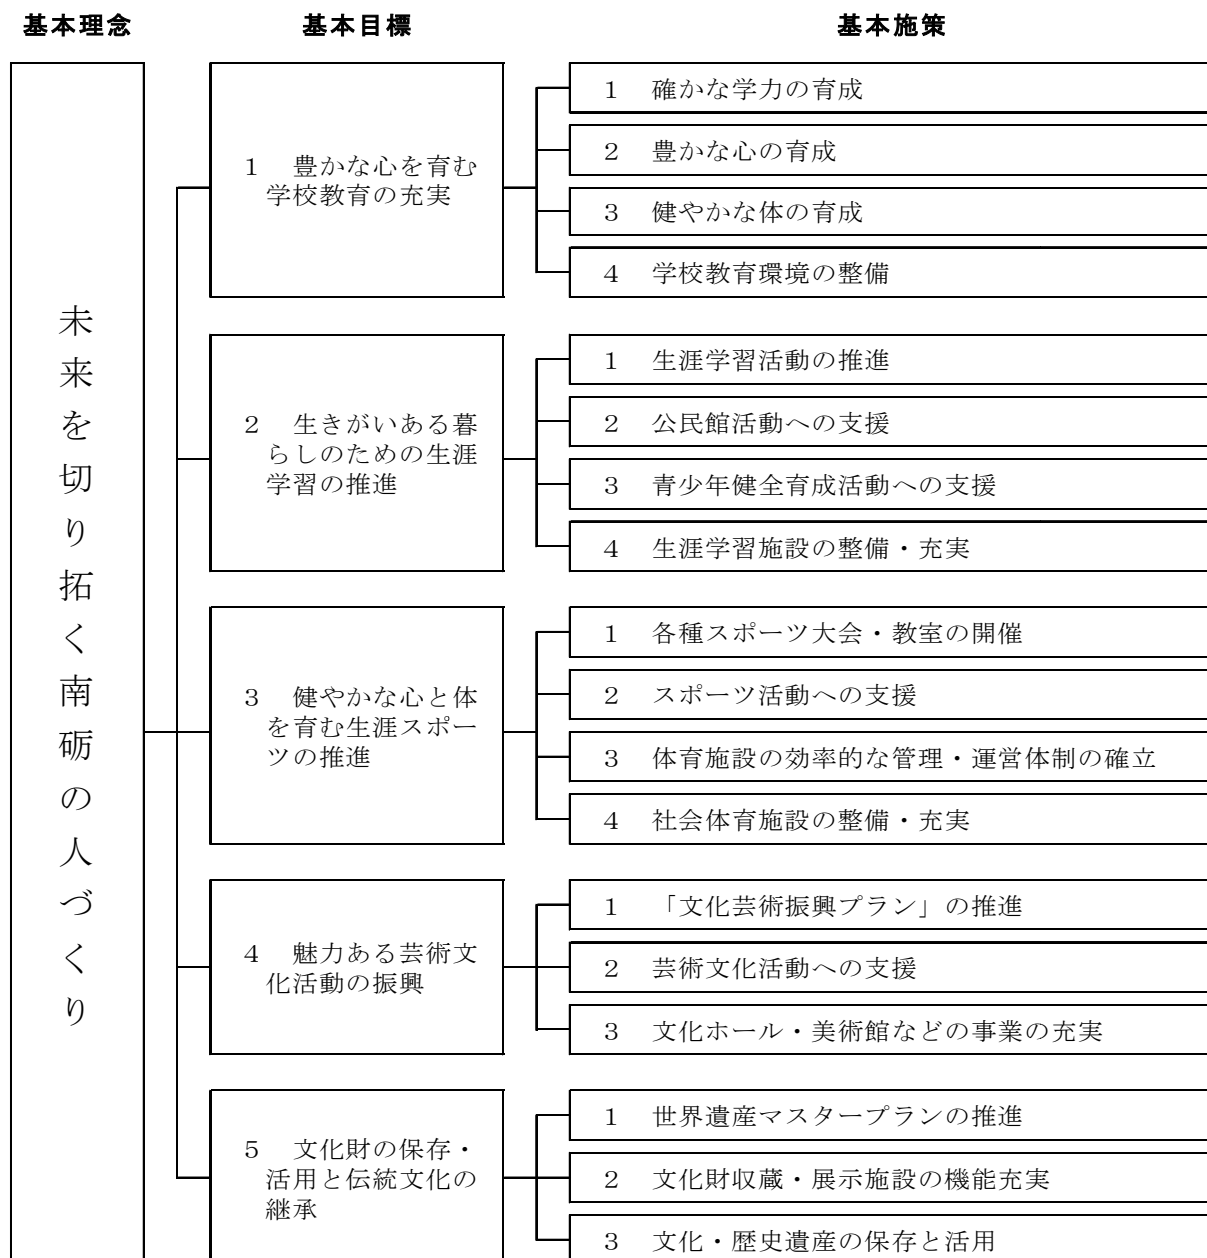 基本理念
基本目標
基本施策
未来を切り拓く南砺の人づくり
1 豊かな心を育む
学校教育の充実
1 確かな学力の育成
2 豊かな心の育成
3 健やかな体の育成
4 学校教育環境の整備
2 生きがいある暮
らしのための生涯
学習の推進
1 生涯学習活動の推進
2 公民館活動への支援
3 青少年健全育成活動への支援
4 生涯学習施設の整備・充実
3 健やかな心と体
を育む生涯スポー
ツの推進
1 各種スポーツ大会・教室の開催
2 スポーツ活動への支援
3 体育施設の効率的な管理・運営体制の確立
4 社会体育施設の整備・充実
4 魅力ある芸術文
化活動の振興
1 「文化芸術振興プラン」の推進
2 芸術文化活動への支援
3 文化ホール・美術館などの事業の充実
5 文化財の保存・
活用と伝統文化の
継承
1 世界遺産マスタープランの推進
2 文化財収蔵・展示施設の機能充実
3 文化・歴史遺産の保存と活用